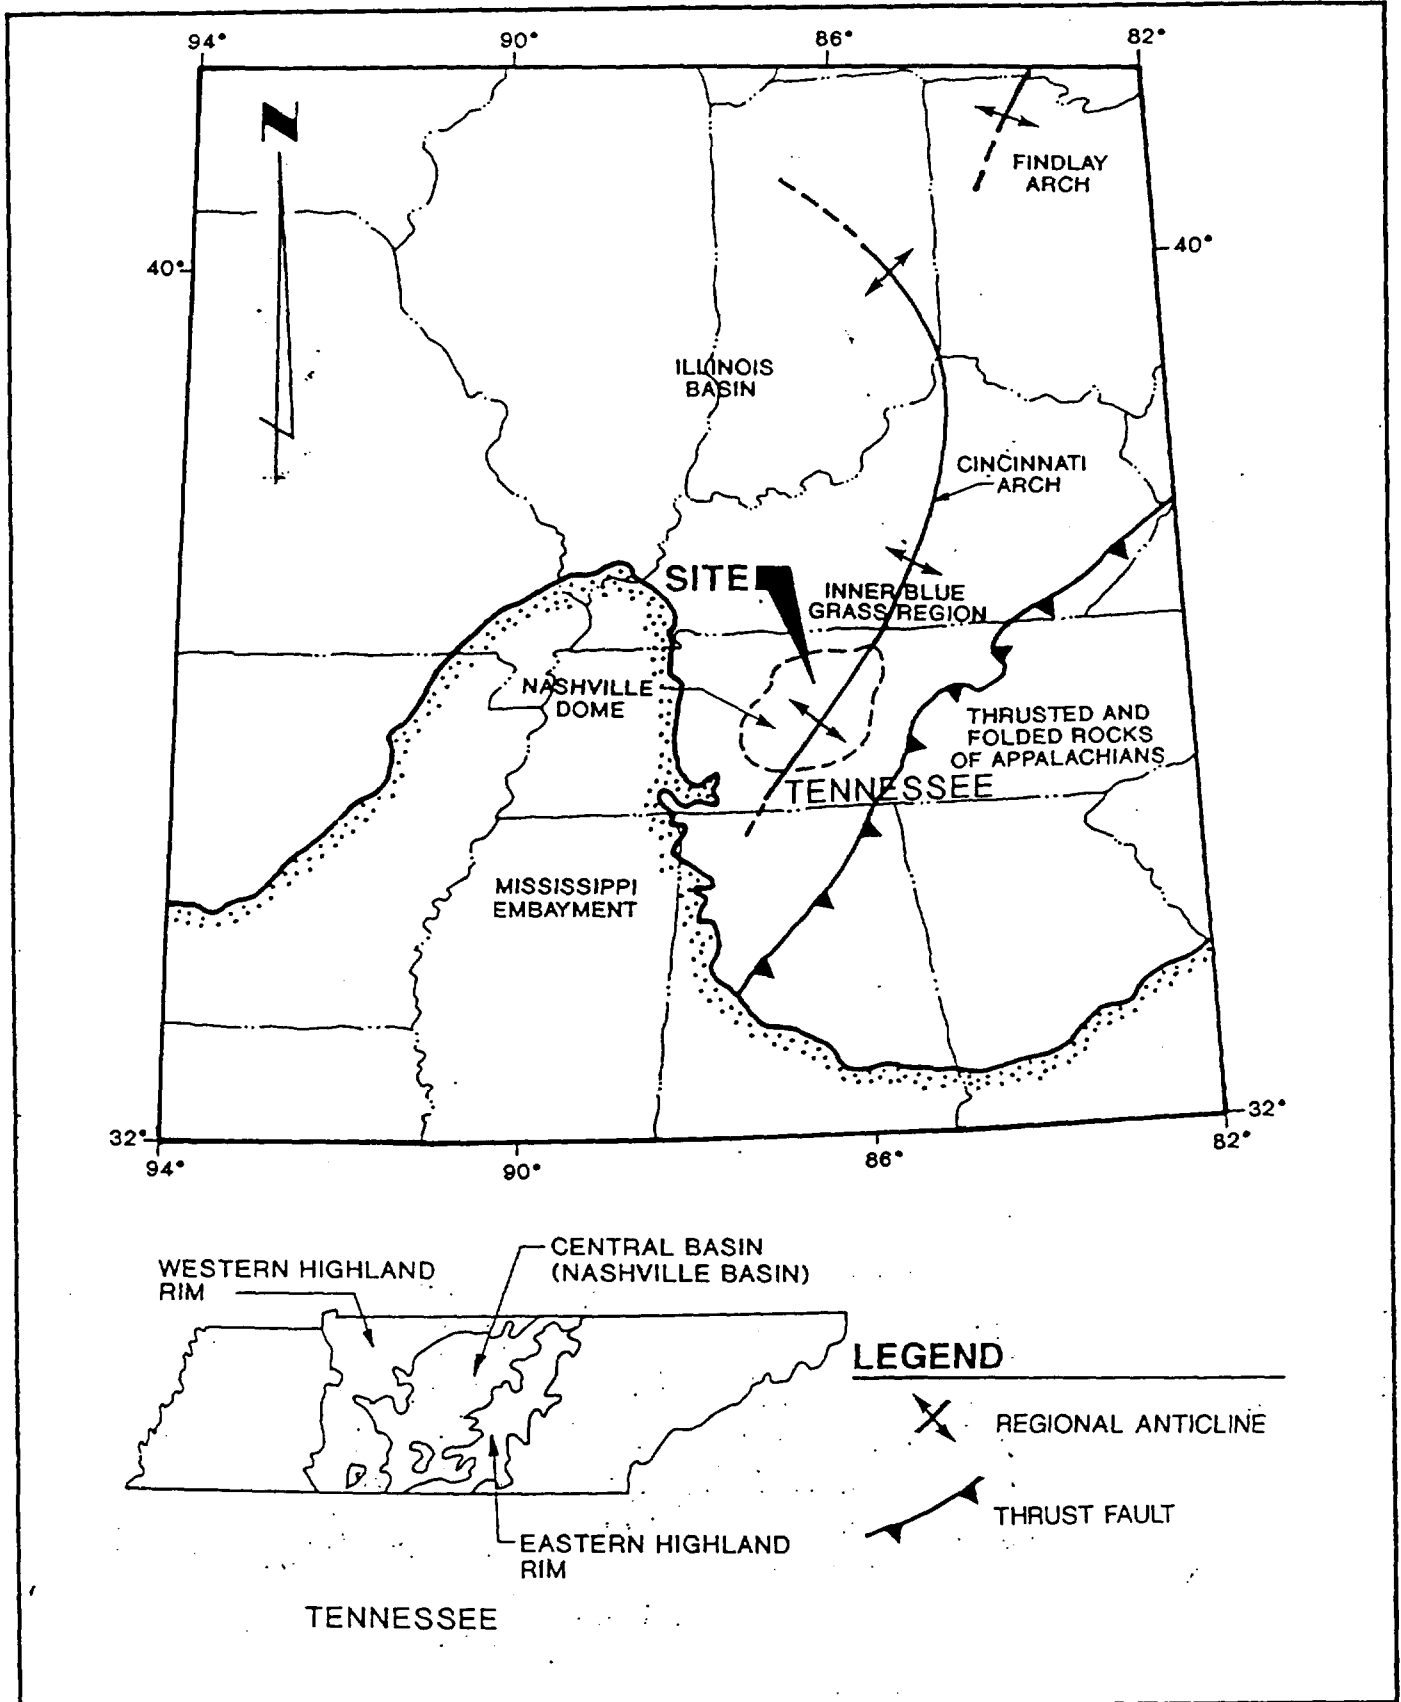 94°
90°
86°
82°
N
FINDLAY
ARCH
40°
40°
ILLINOIS
BASIN
CINCINNATI
ARCH
SITE
INNER BLUE
GRASS REGION
NASHVILLE
DOME
THRUSTED AND
FOLDED ROCKS
OF APPALACHIANS
TENNESSEE
MISSISSIPPI
EMBAYMENT
32°
32°
94°
90°
86°
82°
CENTRAL BASIN
(NASHVILLE BASIN)
WESTERN HIGHLAND
RIM
LEGEND
REGIONAL ANTICLINE
THRUST FAULT
EASTERN HIGHLAND
RIM
TENNESSEE